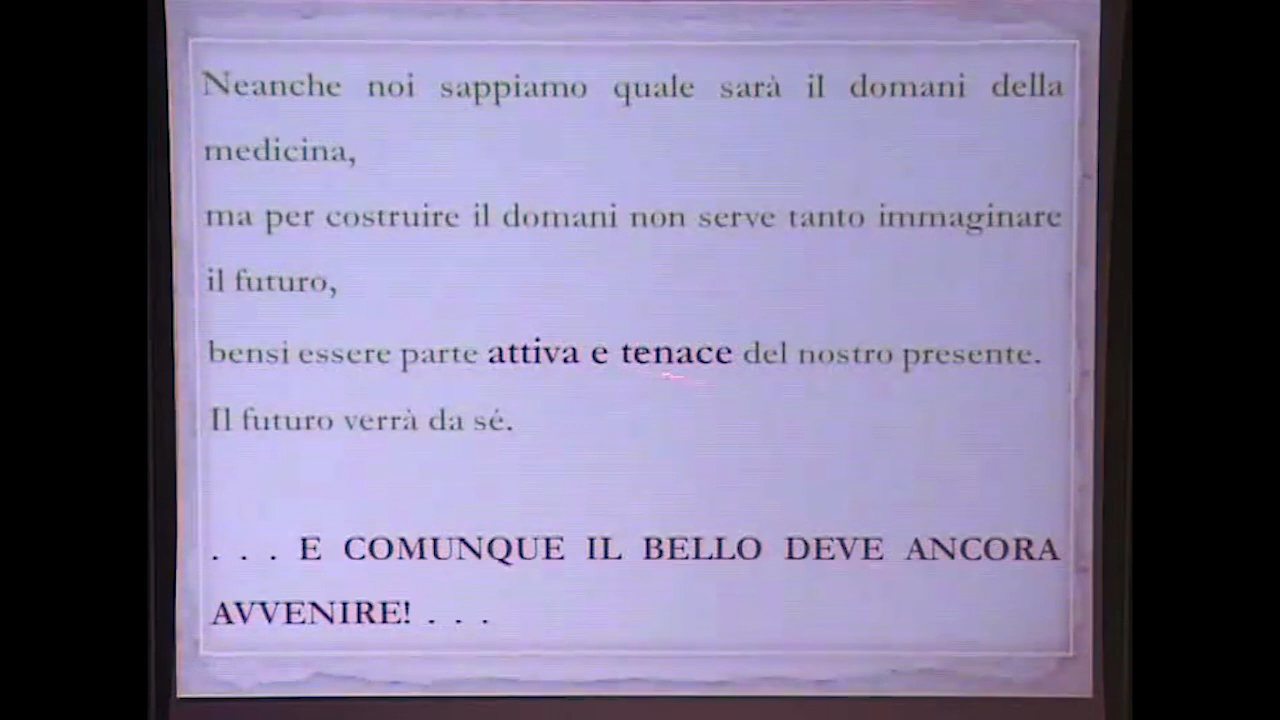 Neanche noi sappiamo quale sarà il domani della
medicina,
ma per costruire il domani non serve tanto immaginare
il futuro,
bensi essere parte attiva e tenace del nostro presente.
Il futuro verrà da sé.
. . . E COMUNQUE IL BELLO DEVE ANCORA
AVVENIRE! . . .